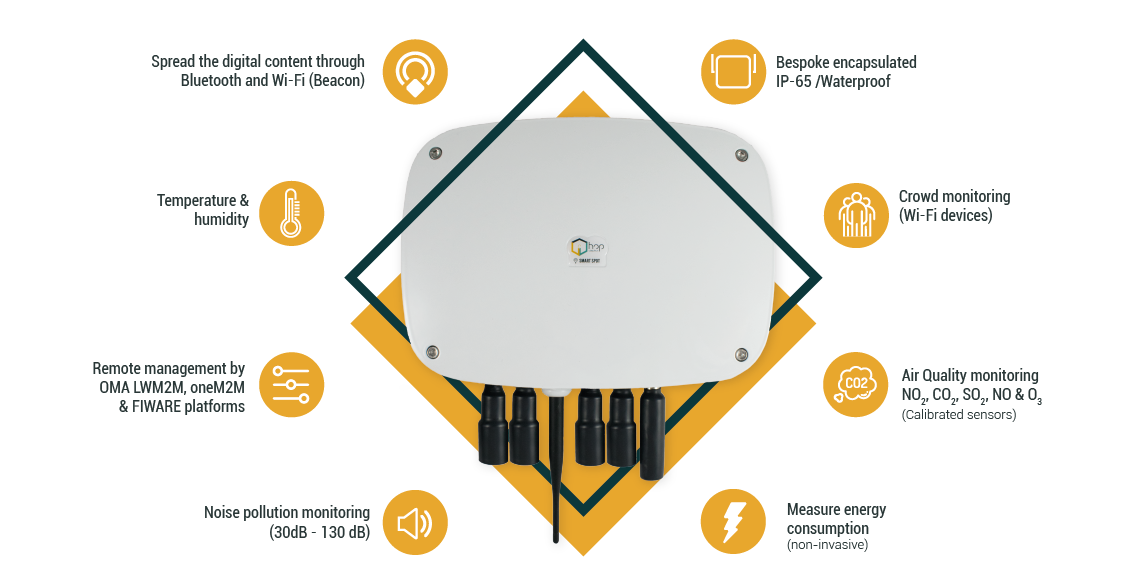 Spread the digital content through
Bluetooth and Wi-Fi (Beacon)
Bespoke encapsulated
IP-65 /Waterproof
Temperature &
humidity
Crowd monitoring
(Wi-Fi devices)
hop
SMART SPOT
Remote management by
OMA LWM2M, oneM2M
& FIWARE platforms
CO2
Air Quality monitoring
NO₂, CO₂, SO₂, NO & O₃
(Calibrated sensors)
Noise pollution monitoring
(30dB - 130 dB)
Measure energy
consumption
(non-invasive)